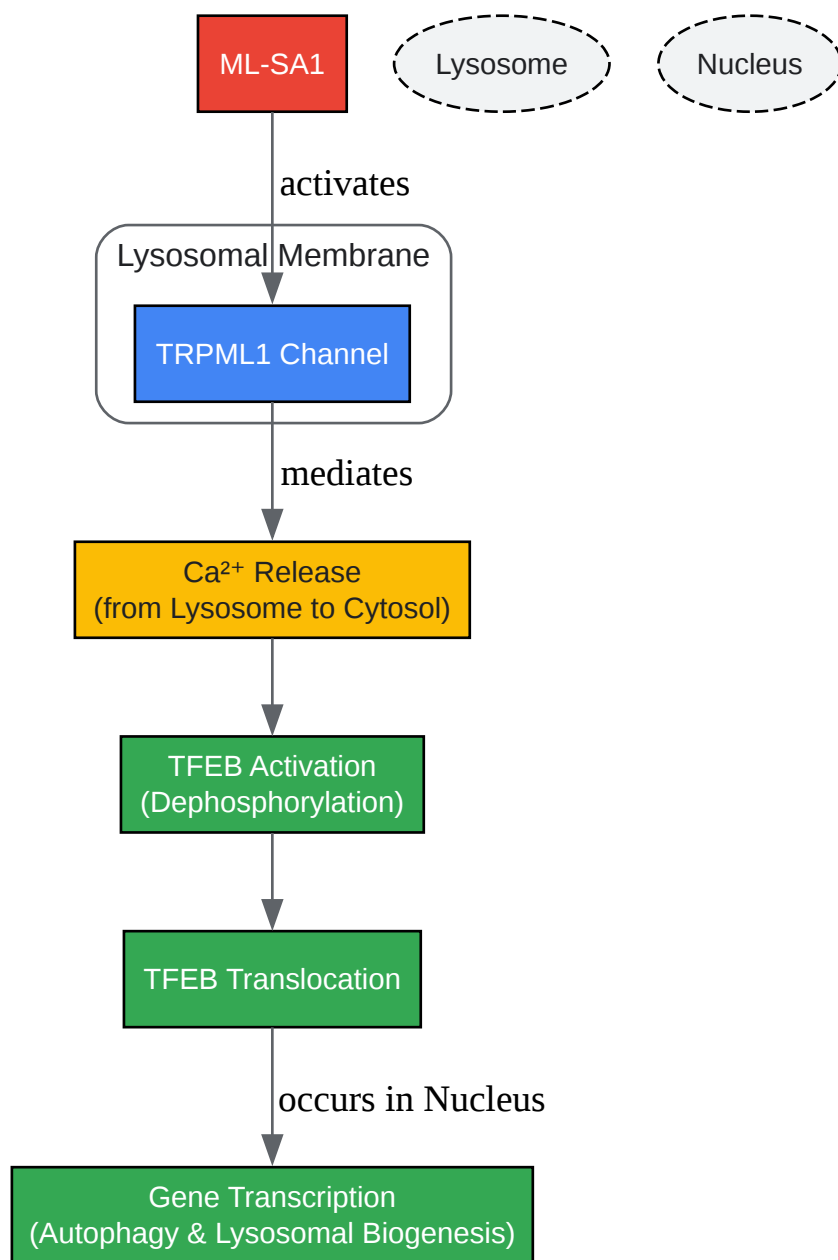 ML-SA1
Lysosome
Nucleus
activates
Lysosomal Membrane
TRPML1 Channel
mediates
Ca²⁺ Release
(from Lysosome to Cytosol)
TFEB Activation
(Dephosphorylation)
TFEB Translocation
occurs in Nucleus
Gene Transcription
(Autophagy & Lysosomal Biogenesis)